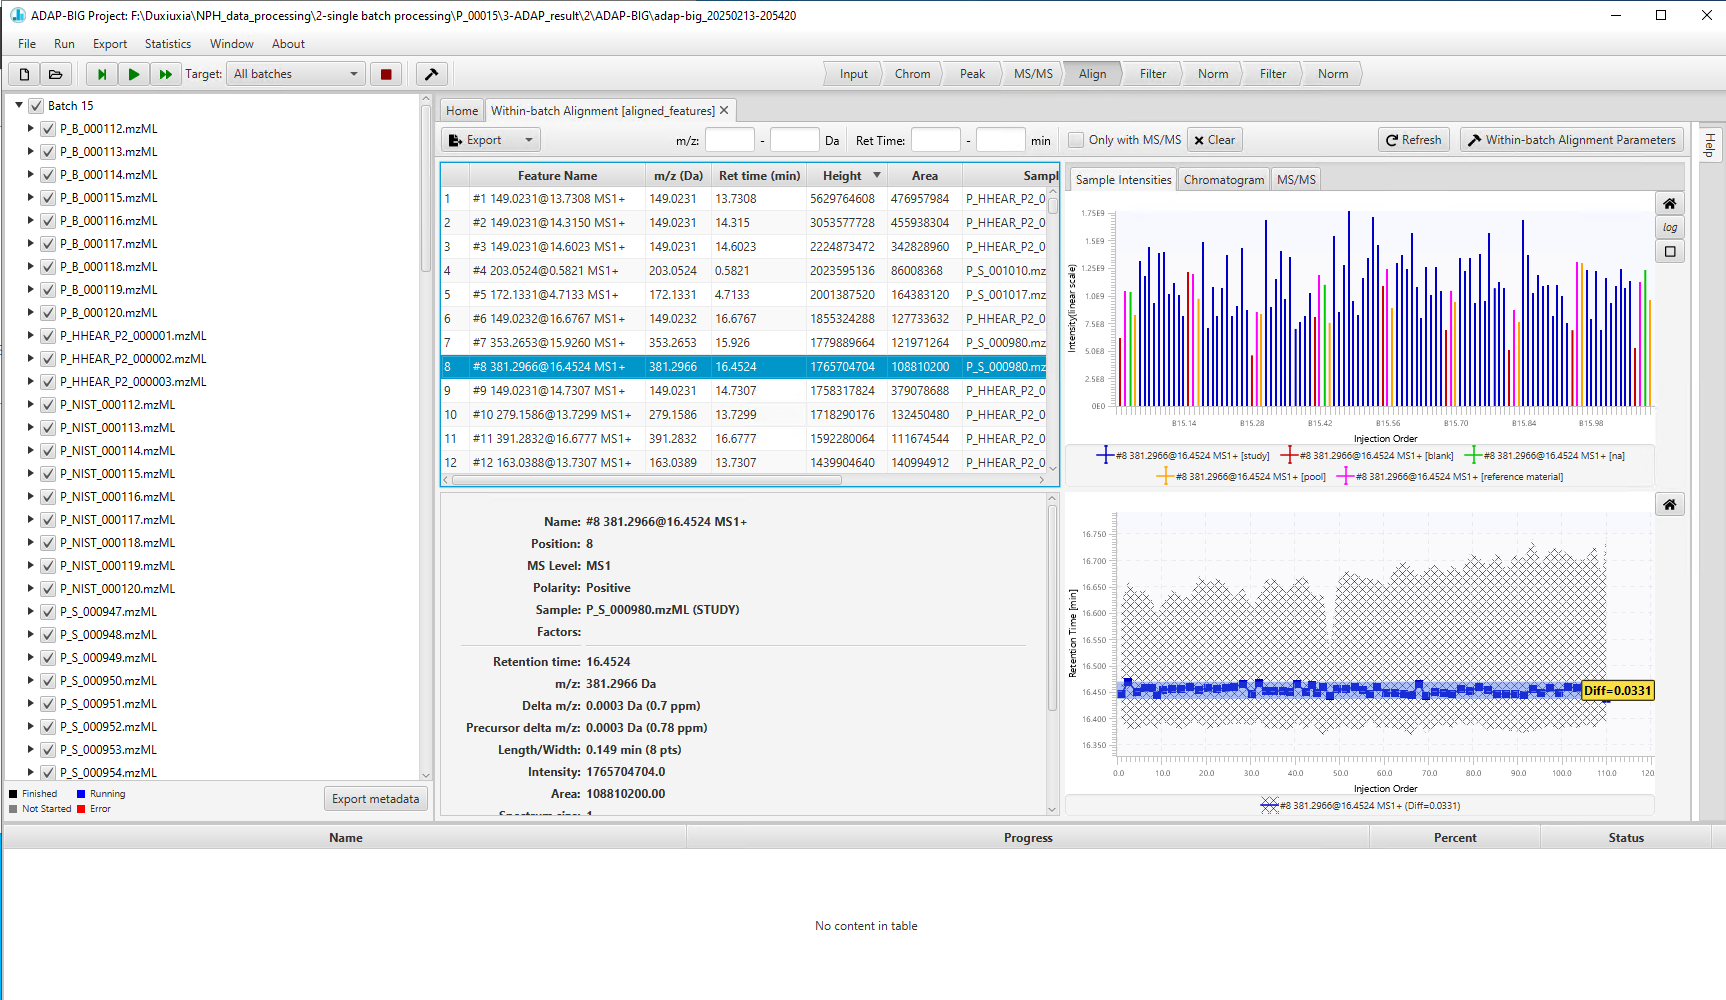 ADAP-BIG Project: F:\Duxiuxia\NPH_data_processing\2-single batch processing\P_00015\3-ADAP_result\2\ADAP-BIG\adap-big_20250213-205420
File Run Export Statistics Window About
Target: All batches Input Chrom Peak MS/MS Align Filter Norm Filter Norm
Batch 15
P_B_000112.mzML
P_B_000113.mzML
P_B_000114.mzML
P_B_000115.mzML
P_B_000116.mzML
P_B_000117.mzML
P_B_000118.mzML
P_B_000119.mzML
P_B_000120.mzML
P_HHEAR_P2_000001.mzML
P_HHEAR_P2_000002.mzML
P_HHEAR_P2_000003.mzML
P_NIST_000112.mzML
P_NIST_000113.mzML
P_NIST_000114.mzML
P_NIST_000115.mzML
P_NIST_000116.mzML
P_NIST_000117.mzML
P_NIST_000118.mzML
P_NIST_000119.mzML
P_NIST_000120.mzML
P_S_000947.mzML
P_S_000948.mzML
P_S_000949.mzML
P_S_000950.mzML
P_S_000951.mzML
P_S_000952.mzML
P_S_000953.mzML
P_S_000954.mzML
Finished Running
Not Started Error
Export metadata
Home Within-batch Alignment [aligned_features]
Export m/z: - Da Ret Time: - min Only with MS/MS Clear Refresh Within-batch Alignment Parameters
Help
Feature Name m/z (Da) Ret time (min) Height Area Sampl
1 #1 149.0231@13.7308 MS1+ 149.0231 13.7308 5629764608 476957984 P_HHEAR_P2_0
2 #2 149.0231@14.3150 MS1+ 149.0231 14.315 3053577728 455938304 P_HHEAR_P2_0
3 #3 149.0231@14.6023 MS1+ 149.0231 14.6023 2224873472 342828960 P_HHEAR_P2_0
4 #4 203.0524@0.5821 MS1+ 203.0524 0.5821 2023595136 86008368 P_S_001010.mz
5 #5 172.1331@4.7133 MS1+ 172.1331 4.7133 2001387520 164383120 P_S_001017.mz
6 #6 149.0232@16.6767 MS1+ 149.0232 16.6767 1855324288 127733632 P_HHEAR_P2_0
7 #7 353.2653@15.9260 MS1+ 353.2653 15.926 1779889664 121971264 P_S_000980.mz
8 #8 381.2966@16.4524 MS1+ 381.2966 16.4524 1765704704 108810200 P_S_000980.mz
9 #9 149.0231@14.7307 MS1+ 149.0231 14.7307 1758317824 379078688 P_HHEAR_P2_0
10 #10 279.1586@13.7299 MS1+ 279.1586 13.7299 1718290176 132450480 P_HHEAR_P2_0
11 #11 391.2832@16.6777 MS1+ 391.2832 16.6777 1592280064 111674544 P_HHEAR_P2_0
12 #12 163.0388@13.7307 MS1+ 163.0389 13.7307 1439904640 140994912 P_HHEAR_P2_0
Name: #8 381.2966@16.4524 MS1+
Position: 8
MS Level: MS1
Polarity: Positive
Sample: P_S_000980.mzML (STUDY)
Factors:
Retention time: 16.4524
m/z: 381.2966 Da
Delta m/z: 0.0003 Da (0.7 ppm)
Precursor delta m/z: 0.0003 Da (0.78 ppm)
Length/Width: 0.149 min (8 pts)
Intensity: 1765704704.0
Area: 108810200.00
Spectrum size: 1
Sample Intensities Chromatogram MS/MS
log
Intensity(linear scale)
1.75E9
1.5E9
1.25E9
1.0E9
7.5E8
5.0E8
2.5E8
0E0
B15.14 B15.28 B15.42 B15.56 B15.70 B15.84 B15.98
Injection Order
#8 381.2966@16.4524 MS1+ [study] #8 381.2966@16.4524 MS1+ [blank] #8 381.2966@16.4524 MS1+ [na]
#8 381.2966@16.4524 MS1+ [pool] #8 381.2966@16.4524 MS1+ [reference material]
Retention Time [min]
16.750
16.700
16.650
16.600
16.550
16.500
16.450
16.400
16.350
Diff=0.0331
0.0 10.0 20.0 30.0 40.0 50.0 60.0 70.0 80.0 90.0 100.0 110.0 120.
Injection Order
#8 381.2966@16.4524 MS1+ (Diff=0.0331)
Name Progress Percent Status
No content in table